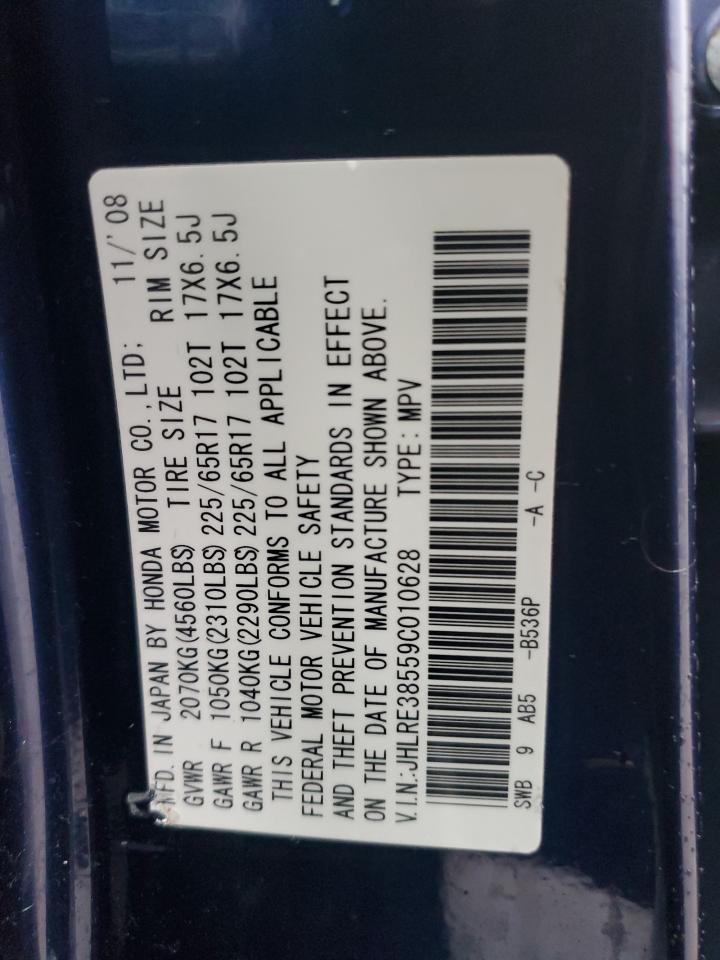 MFD. IN JAPAN BY HONDA MOTOR CO., LTD; 11/'08
GVWR 2070KG(4560LBS) TIRE SIZE RIM SIZE
GAWR F 1050KG(2310LBS) 225/65R17 102T 17X6.5J
GAWR R 1040KG(2290LBS) 225/65R17 102T 17X6.5J
THIS VEHICLE CONFORMS TO ALL APPLICABLE
FEDERAL MOTOR VEHICLE SAFETY
AND THEFT PREVENTION STANDARDS IN EFFECT
ON THE DATE OF MANUFACTURE SHOWN ABOVE.
V.I.N.:JHLRE38559C010628 TYPE:MPV
SWB 9 AB5 -B536P -A -C